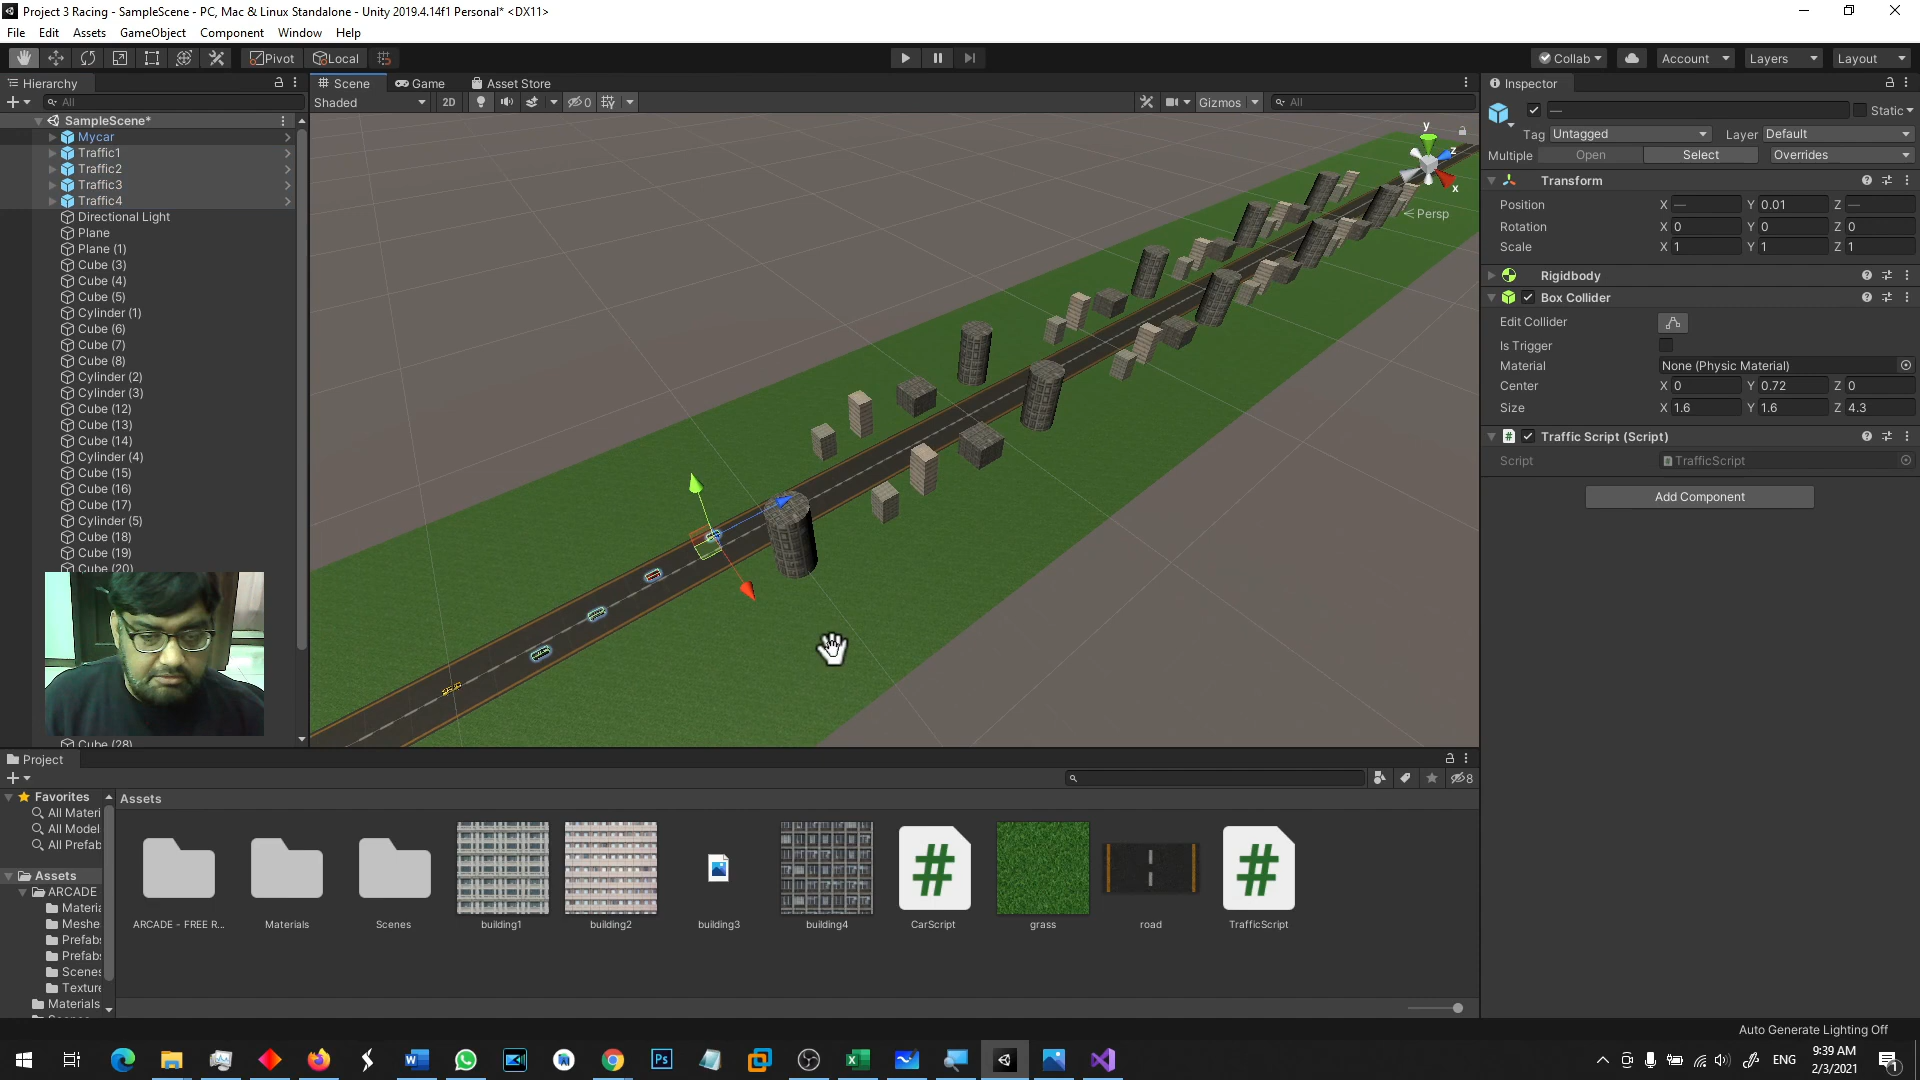 Project 3 Racing - SampleScene - PC, Mac & Linux Standalone - Unity 2019.4.14f1 Personal* <DX11>
File Edit Assets GameObject Component Window Help
Pivot Local Collab Account Layers Layout
Hierarchy
All
SampleScene*
Mycar
Traffic1
Traffic2
Traffic3
Traffic4
Directional Light
Plane
Plane (1)
Cube (3)
Cube (4)
Cube (5)
Cylinder (1)
Cube (6)
Cube (7)
Cube (8)
Cylinder (2)
Cylinder (3)
Cube (12)
Cube (13)
Cube (14)
Cylinder (4)
Cube (15)
Cube (16)
Cube (17)
Cylinder (5)
Cube (18)
Cube (19)
Cube (20)
Cube (28)
Scene Game Asset Store
Shaded 2D 0 Gizmos All
y
z
x
Persp
Inspector
— Static
Tag Untagged Layer Default
Multiple Open Select Overrides
Transform
Position X — Y 0.01 Z —
Rotation X 0 Y 0 Z 0
Scale X 1 Y 1 Z 1
Rigidbody
Box Collider
Edit Collider
Is Trigger
Material None (Physic Material)
Center X 0 Y 0.72 Z 0
Size X 1.6 Y 1.6 Z 4.3
# Traffic Script (Script)
Script TrafficScript
Add Component
Project
8
Favorites
All Materi
All Model
All Prefab
Assets
ARCADE
Materia
Meshe
Prefabs
Prefabs
Scenes
Texture
Materials
Assets
# #
ARCADE - FREE R... Materials Scenes building1 building2 building3 building4 CarScript grass road TrafficScript
Auto Generate Lighting Off
ENG
9:39 AM
2/3/2021
1